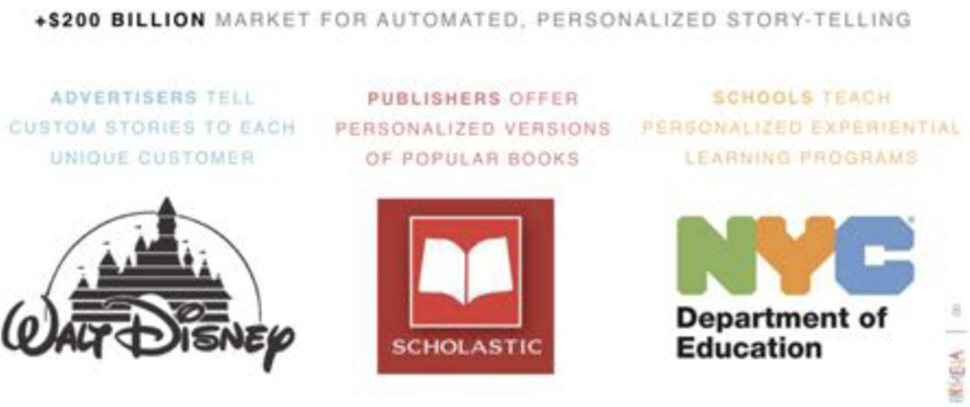 +$200 BILLION MARKET FOR AUTOMATED, PERSONALIZED STORY-TELLING
ADVERTISERS TELL
CUSTOM STORIES TO EACH
UNIQUE CUSTOMER
PUBLISHERS OFFER
PERSONALIZED VERSIONS
OF POPULAR BOOKS
SCHOOLS TEACH
PERSONALIZED EXPERIENTIAL
LEARNING PROGRAMS
WALT DISNEY
SCHOLASTIC
NYC
Department of
Education